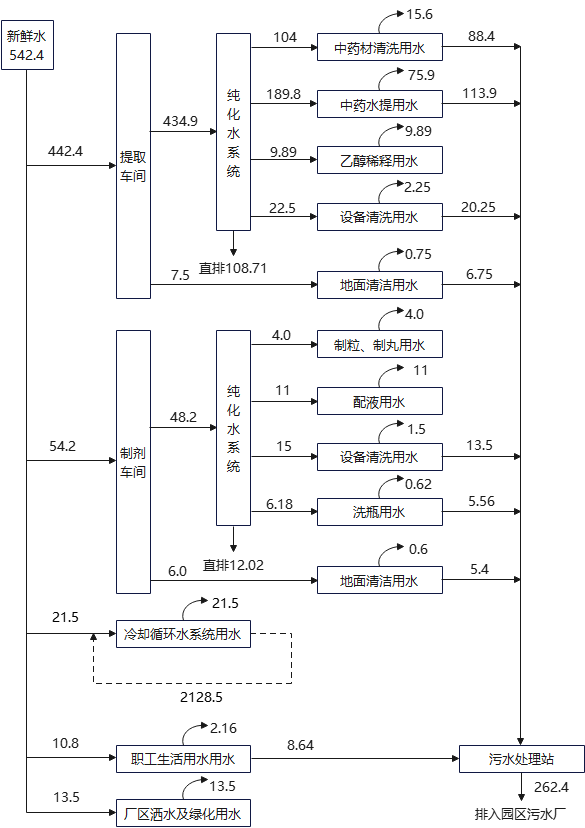 新鲜水
542.4
442.4
提取
车间
434.9
纯
化
水
系
统
104
中药材清洗用水
15.6
88.4
189.8
中药水提用水
75.9
113.9
9.89
乙醇稀释用水
9.89
22.5
设备清洗用水
2.25
20.25
直排108.71
7.5
地面清洁用水
0.75
6.75
54.2
制剂
车间
48.2
纯
化
水
系
统
4.0
制粒、制丸用水
4.0
11
配液用水
11
15
设备清洗用水
1.5
13.5
6.18
洗瓶用水
0.62
5.56
直排12.02
6.0
地面清洁用水
0.6
5.4
21.5
冷却循环水系统用水
21.5
2128.5
10.8
职工生活用水用水
2.16
8.64
污水处理站
262.4
排入园区污水厂
13.5
厂区洒水及绿化用水
13.5